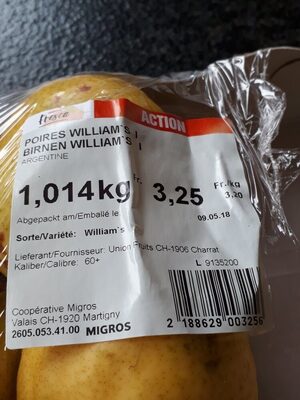 fresca
ACTION
POIRES WILLIAM`S
BIRNEN WILLIAM`S
ARGENTINE
Fr. Fr./kg
1,014kg 3,25 3,20
Abgepackt am/Emballé le: 09.05.18
Sorte/Variété: William`s
Lieferant/Fournisseur: Union Fruits CH-1906 Charrat
Kaliber/Calibre: 60+
L 9135200
Coopérative Migros
Valais CH-1920 Martigny
2605.053.41.00 MIGROS
2 188629 003256